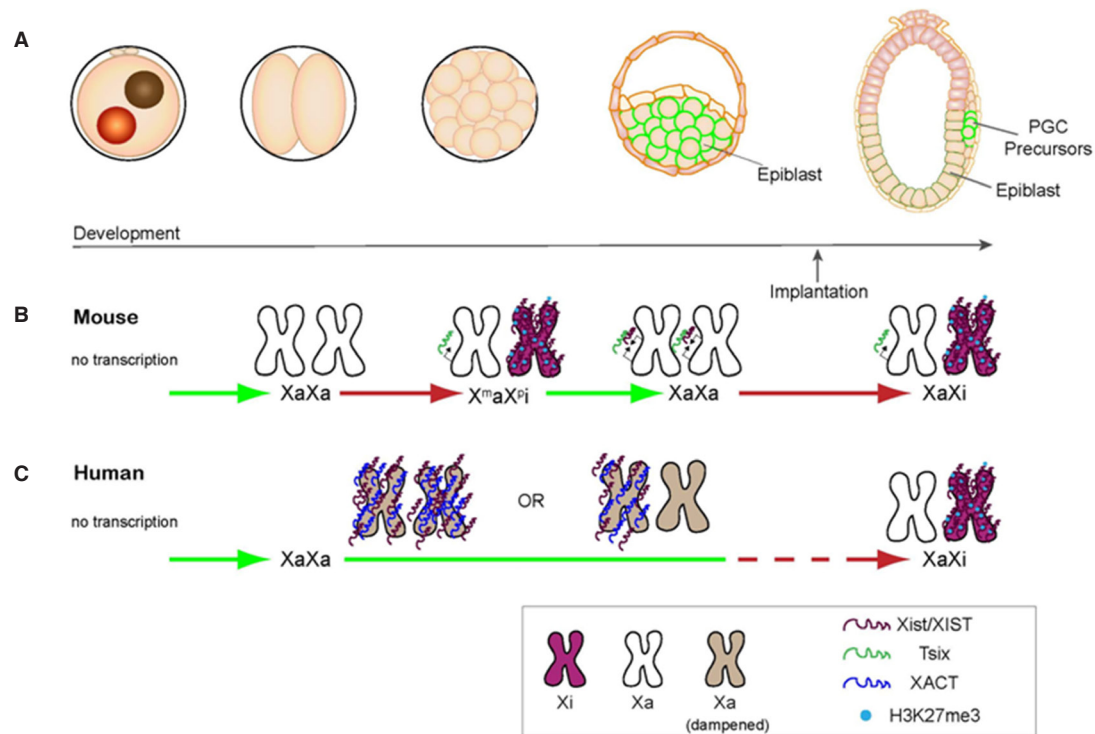 A
PGC
Precursors
Epiblast
Epiblast
Development
Implantation
B
Mouse
no transcription
XaXa
XᵐaXᵖi
XaXa
XaXi
C
Human
OR
no transcription
XaXa
XaXi
Xist/XIST
Tsix
XACT
H3K27me3
Xi
Xa
Xa
(dampened)